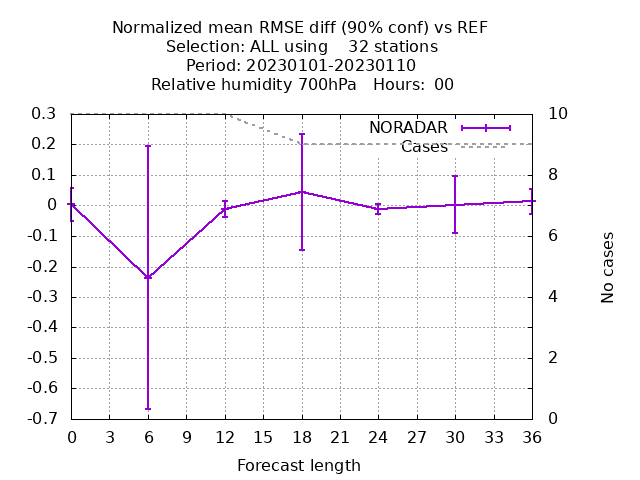 Normalized mean RMSE diff (90% conf) vs REF
Selection: ALL using    32 stations
Period: 20230101-20230110
Relative humidity 700hPa   Hours:  00
NORADAR
Cases
0.3
0.2
0.1
0
-0.1
-0.2
-0.3
-0.4
-0.5
-0.6
-0.7
10
8
6
4
2
0
No cases
0 3 6 9 12 15 18 21 24 27 30 33 36
Forecast length